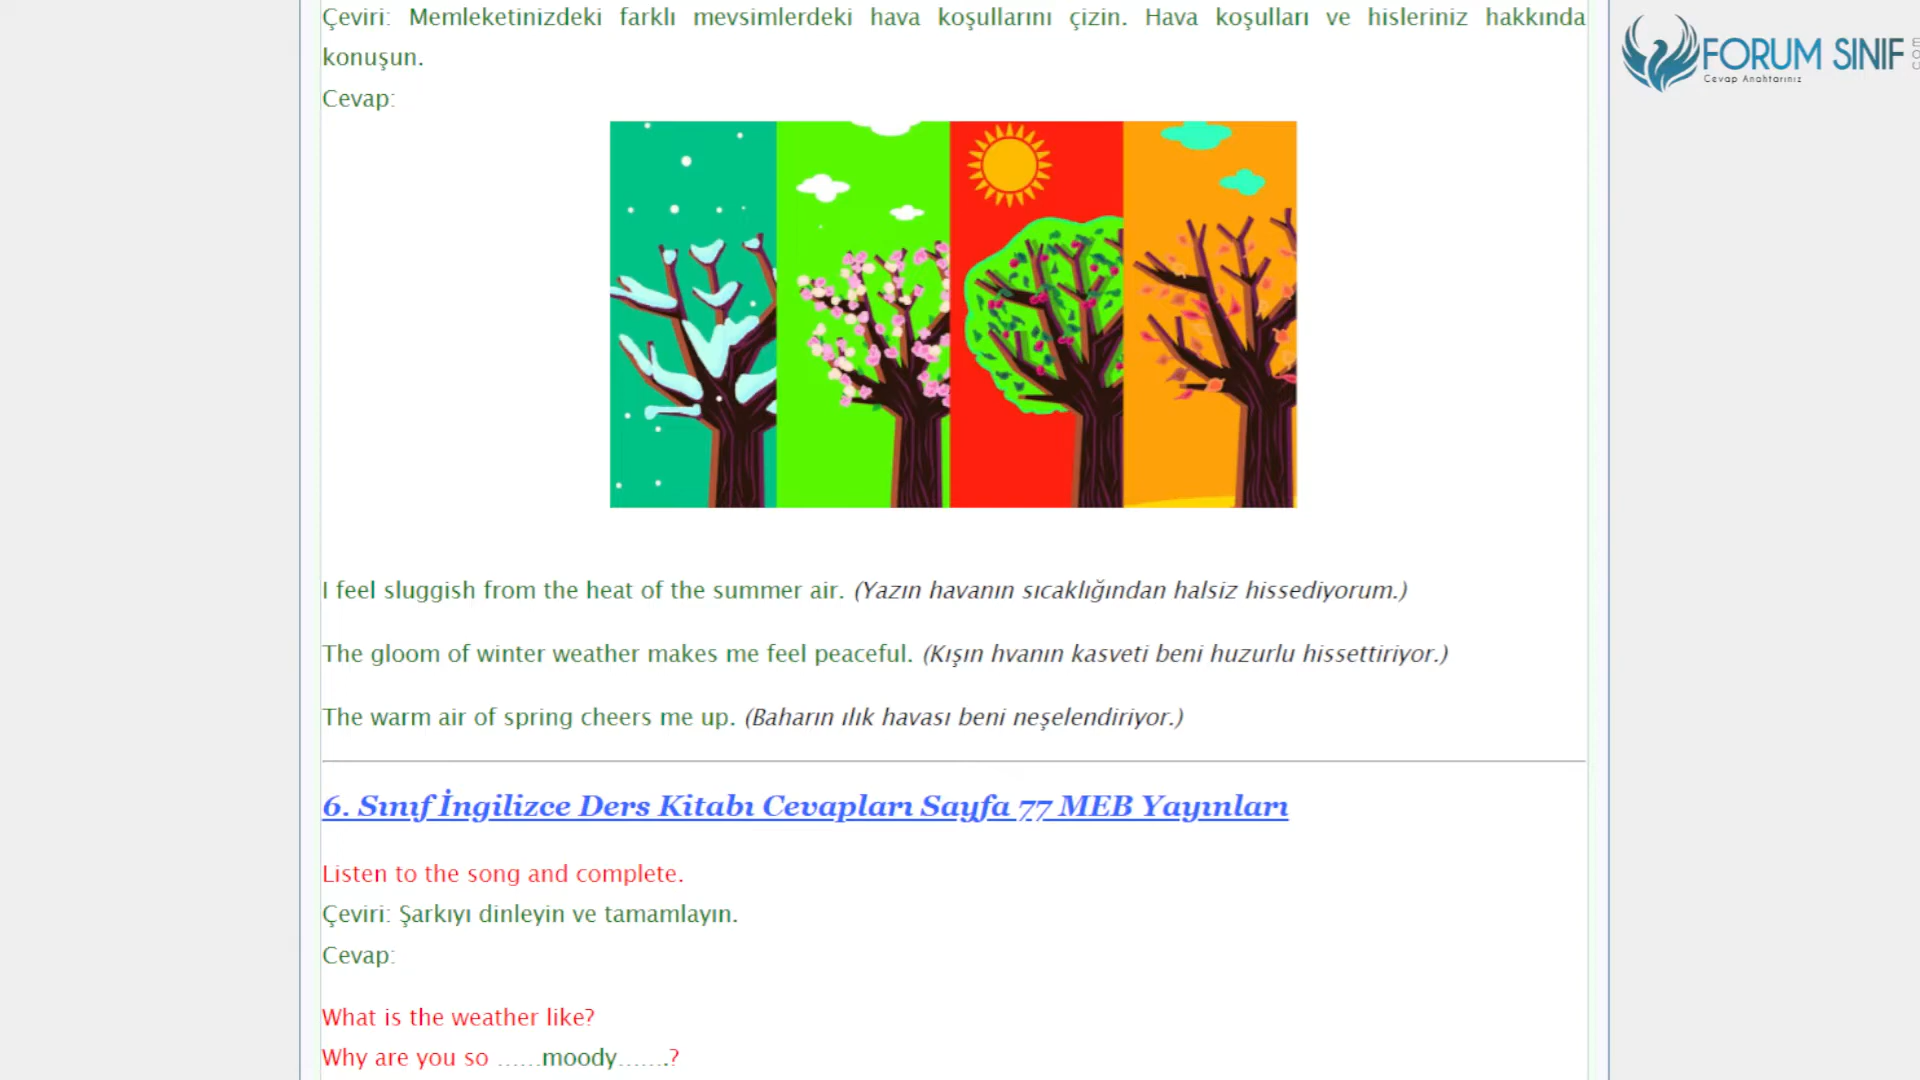 Çeviri: Memleketinizdeki farklı mevsimlerdeki hava koşullarını çizin. Hava koşulları ve hisleriniz hakkında
konuşun.
Cevap:
FORUM SINIF
Cevap Anahtarınız
I feel sluggish from the heat of the summer air. (Yazın havanın sıcaklığından halsiz hissediyorum.)
The gloom of winter weather makes me feel peaceful. (Kışın hvanın kasveti beni huzurlu hissettiriyor.)
The warm air of spring cheers me up. (Baharın ılık havası beni neşelendiriyor.)
6. Sınıf İngilizce Ders Kitabı Cevapları Sayfa 77 MEB Yayınları
Listen to the song and complete.
Çeviri: Şarkıyı dinleyin ve tamamlayın.
Cevap:
What is the weather like?
Why are you so ……moody…….?